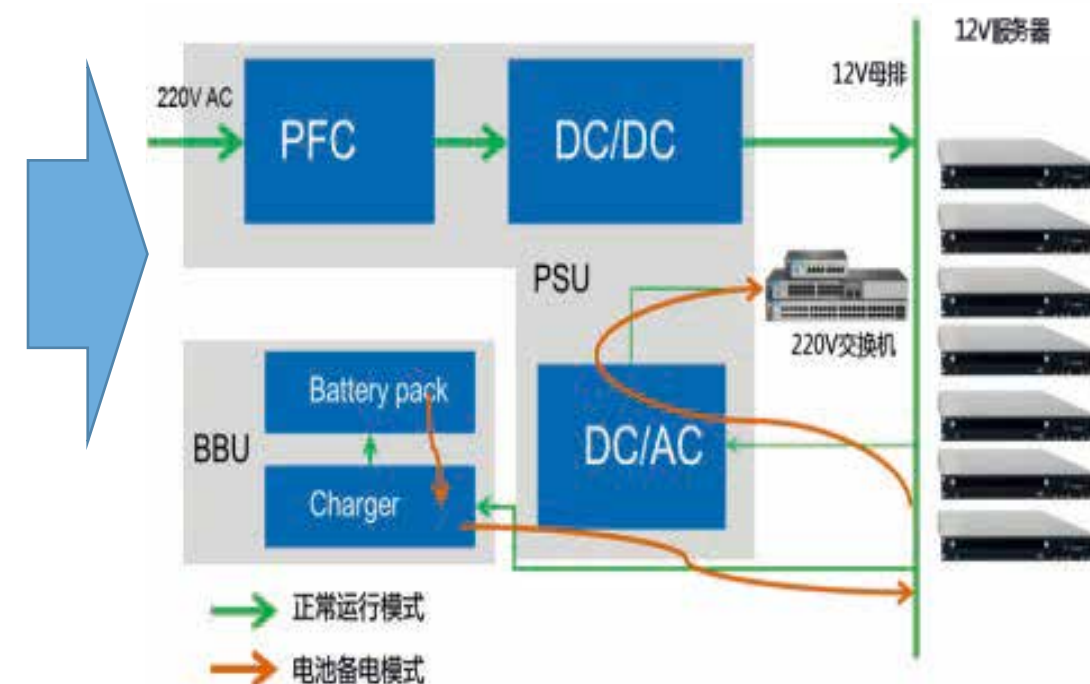 12V服务器
12V母排
220V AC
PFC
DC/DC
PSU
220V交换机
Battery pack
BBU
DC/AC
Charger
正常运行模式
电池备电模式